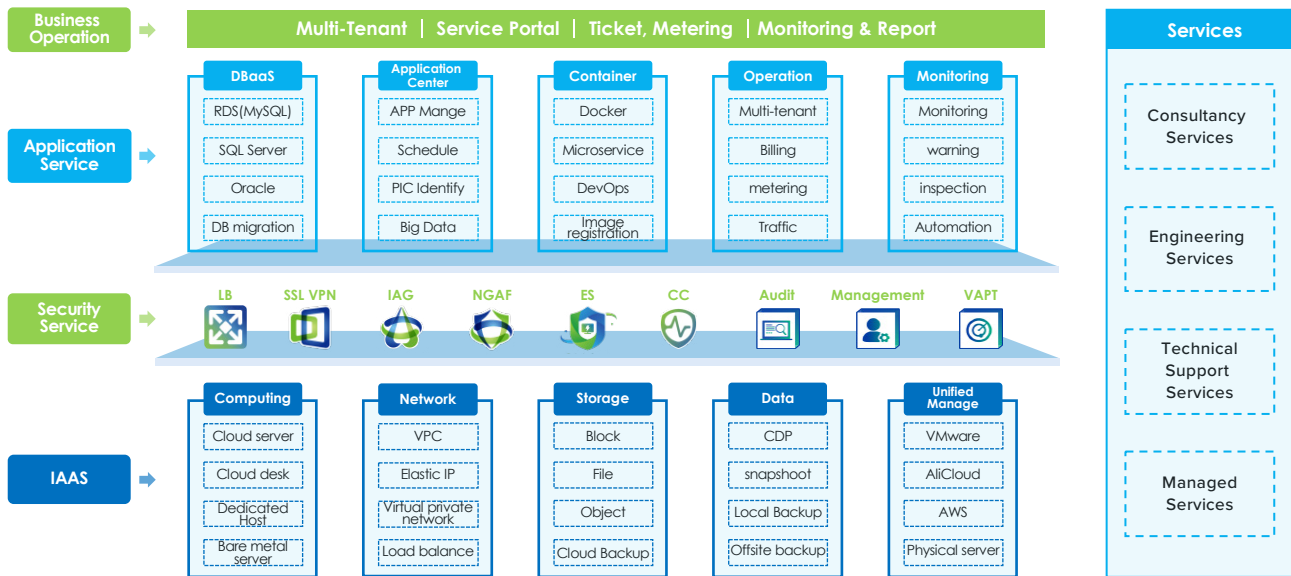 Business
Operation
Multi-Tenant | Service Portal | Ticket, Metering | Monitoring & Report
Application
Service
DBaaS
RDS(MySQL)
SQL Server
Oracle
DB migration
Application
Center
APP Mange
Schedule
PIC Identify
Big Data
Container
Docker
Microservice
DevOps
Image
registration
Operation
Multi-tenant
Billing
metering
Traffic
Monitoring
Monitoring
warning
inspection
Automation
Security
Service
LB
SSL VPN
IAG
NGAF
ES
CC
Audit
Management
VAPT
IAAS
Computing
Cloud server
Cloud desk
Dedicated
Host
Bare metal
server
Network
VPC
Elastic IP
Virtual private
network
Load balance
Storage
Block
File
Object
Cloud Backup
Data
CDP
snapshoot
Local Backup
Offsite backup
Unified
Manage
VMware
AliCloud
AWS
Physical server
Services
Consultancy
Services
Engineering
Services
Technical
Support
Services
Managed
Services